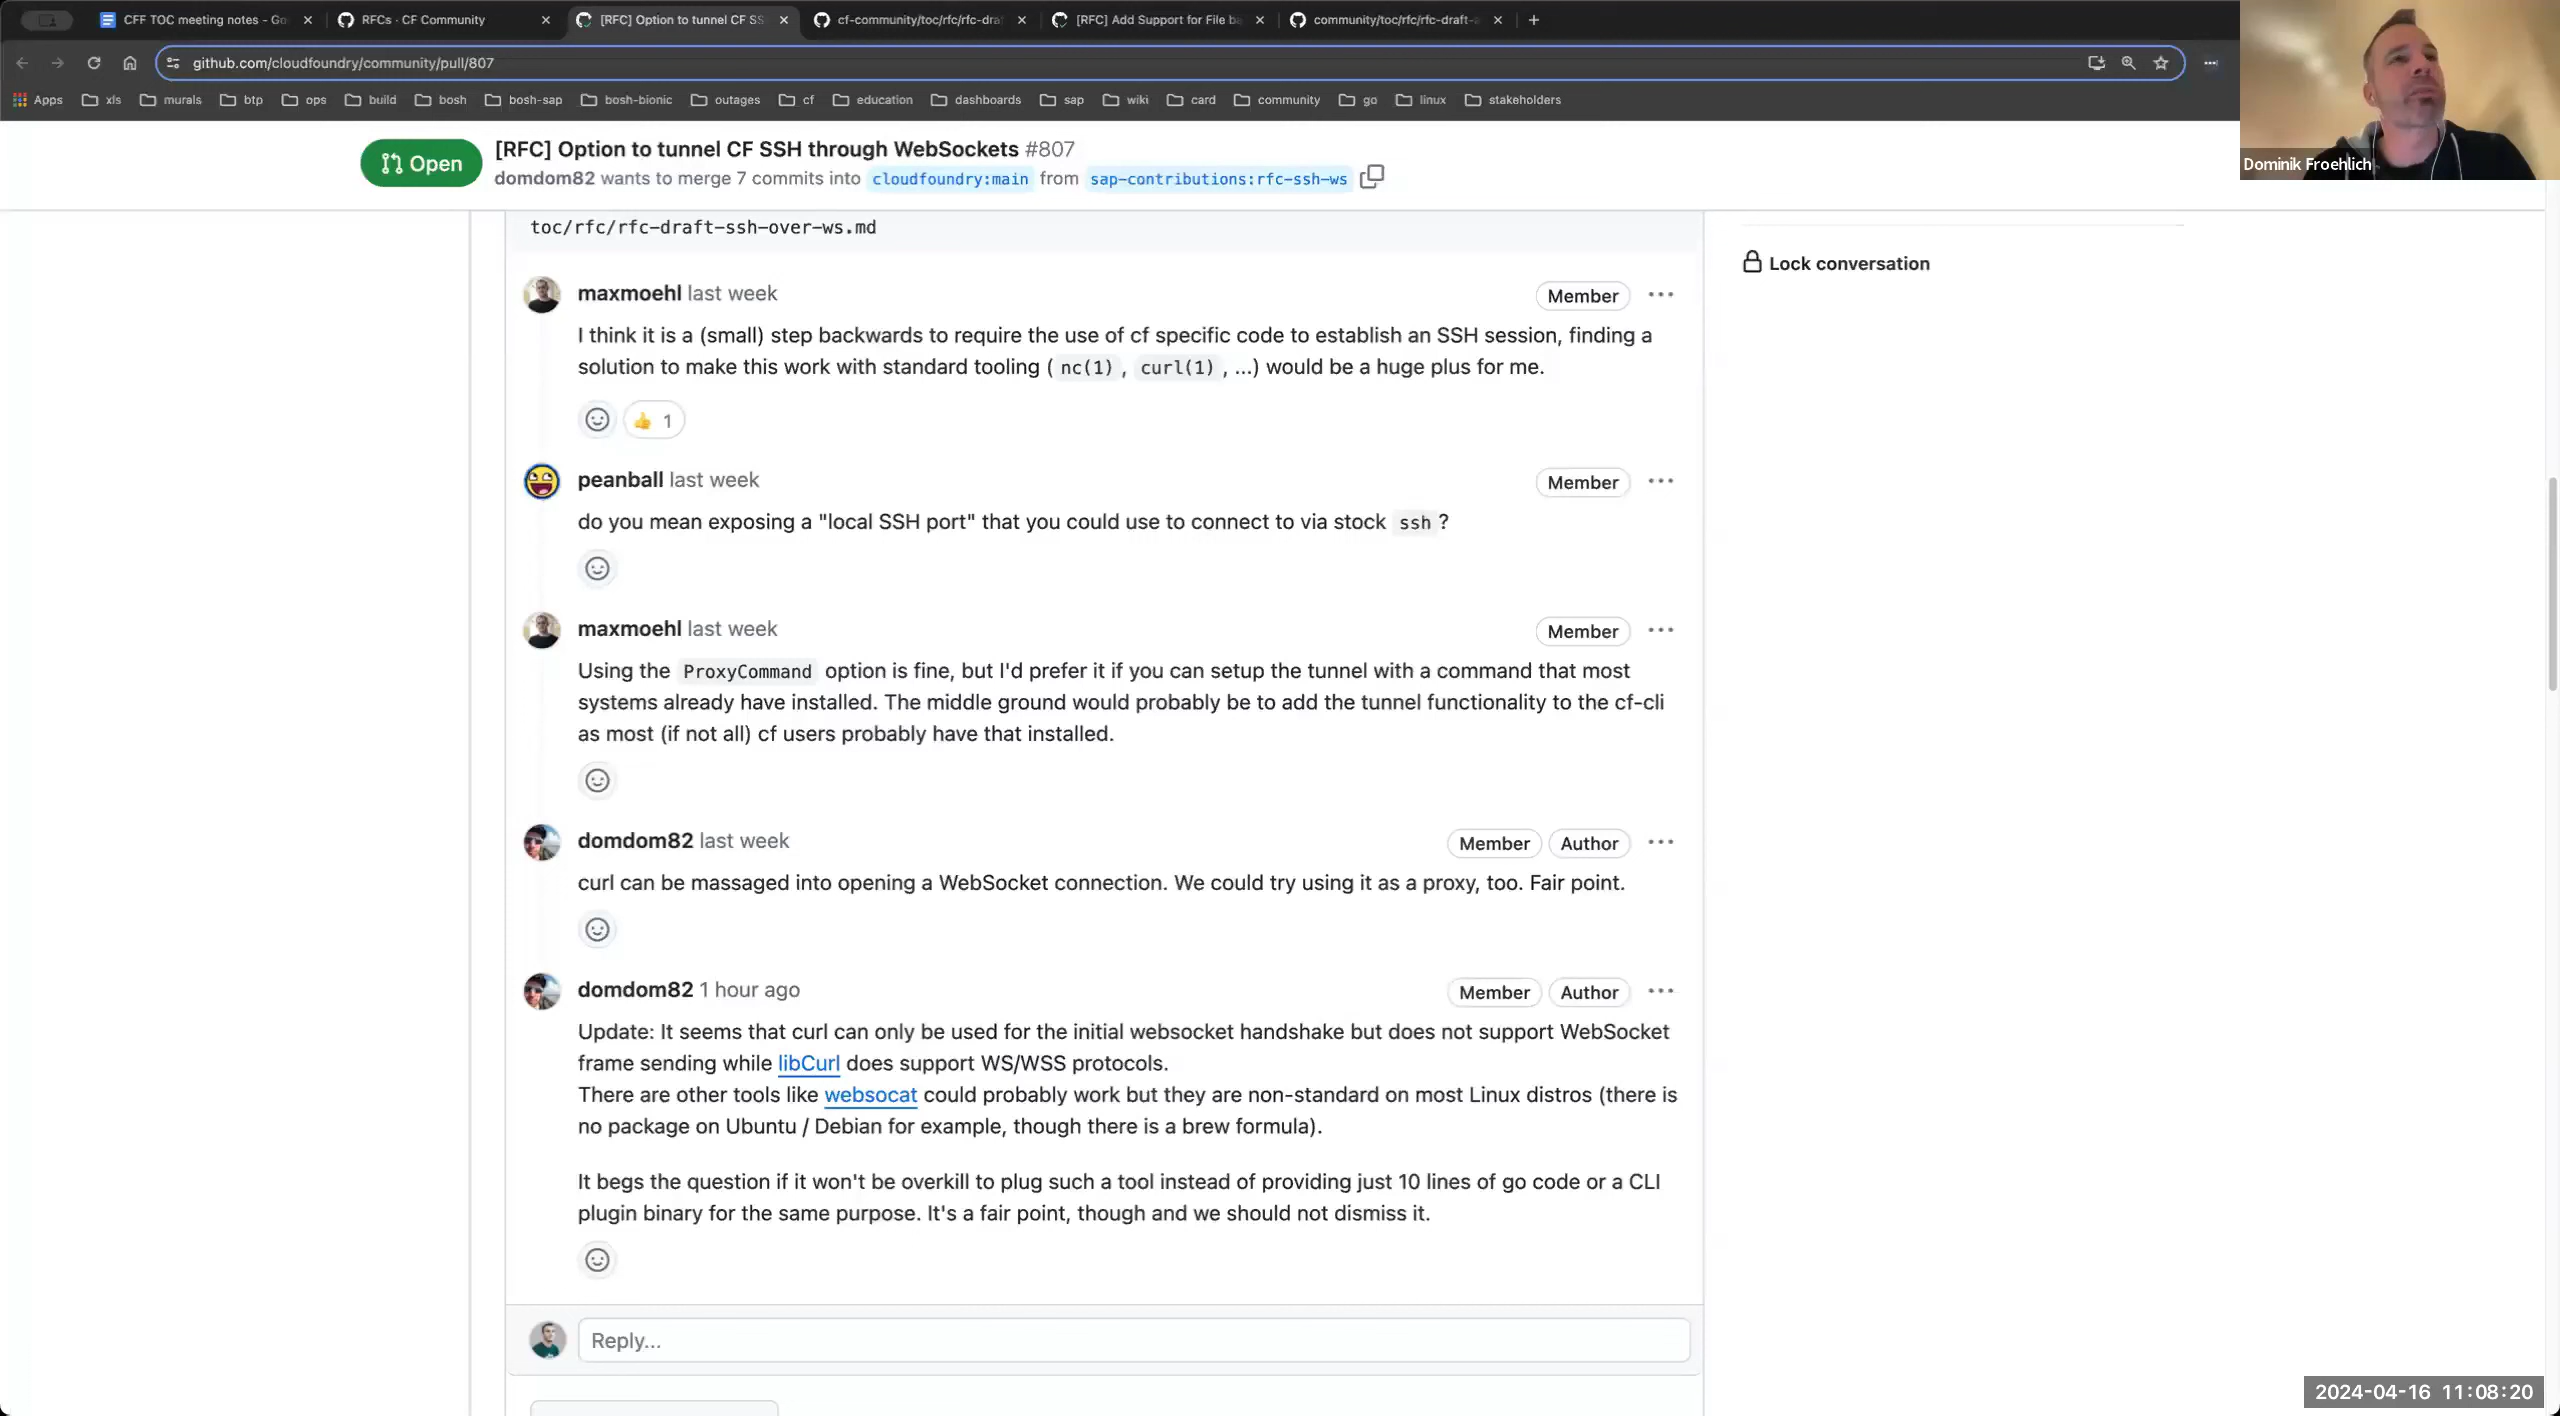 CFF TOC meeting notes - Go
RFCs · CF Community
[RFC] Option to tunnel CF SS
cf-community/toc/rfc/rfc-dra
[RFC] Add Support for File ba
community/toc/rfc/rfc-draft-a
github.com/cloudfoundry/community/pull/807
Apps xls murals btp ops build bosh bosh-sap bosh-bionic outages cf education dashboards sap wiki card community go linux stakeholders
Dominik Froehlich
Open
[RFC] Option to tunnel CF SSH through WebSockets #807
domdom82 wants to merge 7 commits into cloudfoundry:main from sap-contributions:rfc-ssh-ws
toc/rfc/rfc-draft-ssh-over-ws.md
Lock conversation
maxmoehl last week Member
I think it is a (small) step backwards to require the use of cf specific code to establish an SSH session, finding a
solution to make this work with standard tooling ( nc(1) , curl(1) , ...) would be a huge plus for me.
👍 1
peanball last week Member
do you mean exposing a "local SSH port" that you could use to connect to via stock ssh ?
maxmoehl last week Member
Using the ProxyCommand option is fine, but I'd prefer it if you can setup the tunnel with a command that most
systems already have installed. The middle ground would probably be to add the tunnel functionality to the cf-cli
as most (if not all) cf users probably have that installed.
domdom82 last week Member Author
curl can be massaged into opening a WebSocket connection. We could try using it as a proxy, too. Fair point.
domdom82 1 hour ago Member Author
Update: It seems that curl can only be used for the initial websocket handshake but does not support WebSocket
frame sending while libCurl does support WS/WSS protocols.
There are other tools like websocat could probably work but they are non-standard on most Linux distros (there is
no package on Ubuntu / Debian for example, though there is a brew formula).
It begs the question if it won't be overkill to plug such a tool instead of providing just 10 lines of go code or a CLI
plugin binary for the same purpose. It's a fair point, though and we should not dismiss it.
Reply...
2024-04-16 11:08:20